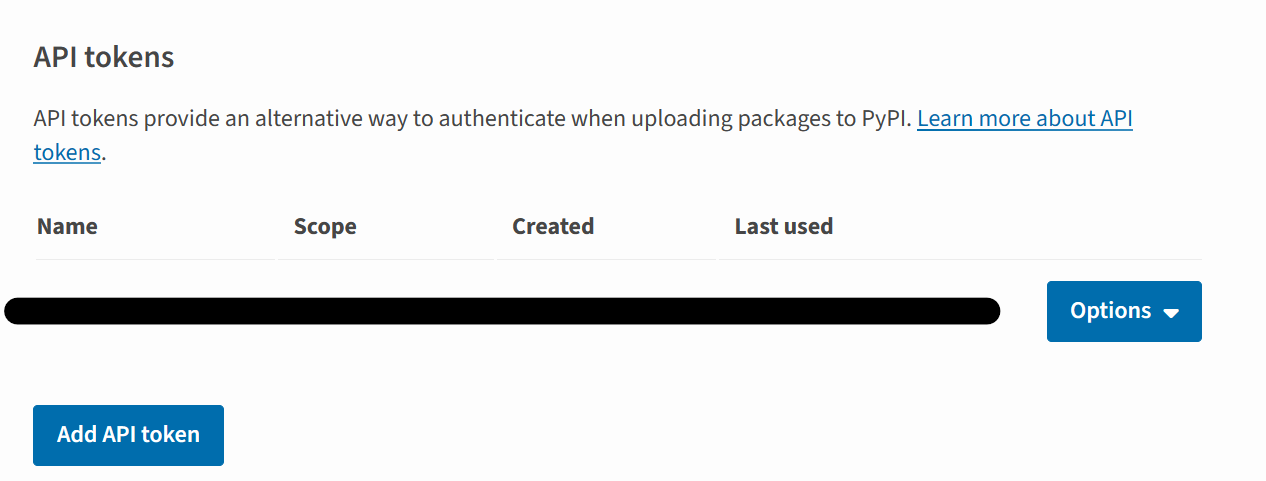 API tokens
API tokens provide an alternative way to authenticate when uploading packages to PyPI. Learn more about API
tokens.
Name Scope Created Last used
Options
Add API token